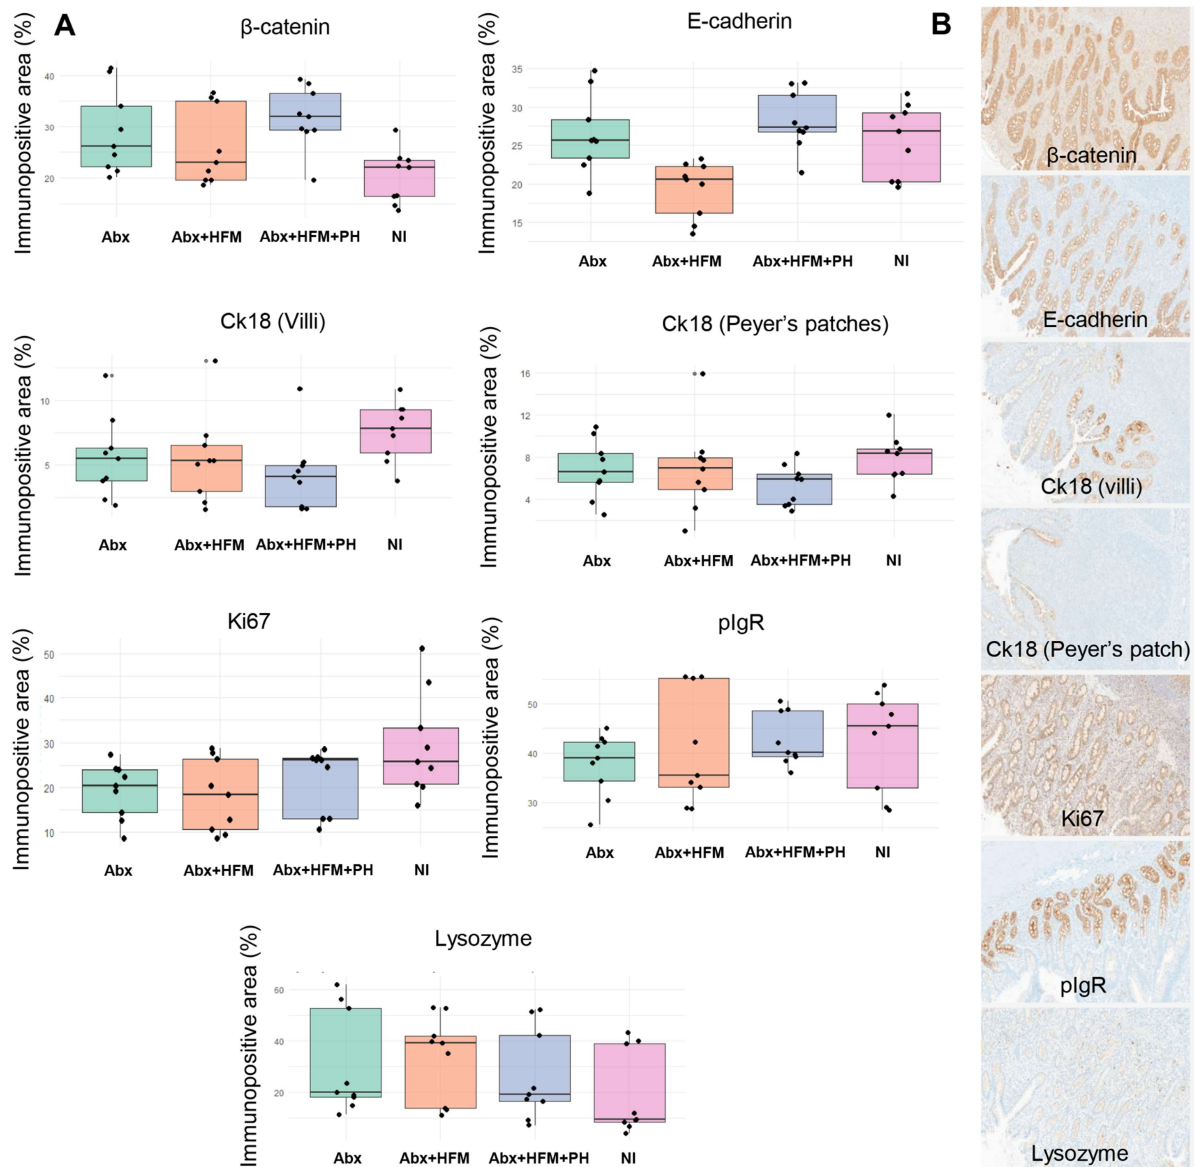 A
B
β-catenin
Immunopositive area (%)
40
30
20
Abx Abx+HFM Abx+HFM+PH NI
E-cadherin
Immunopositive area (%)
35
30
25
20
15
Abx Abx+HFM Abx+HFM+PH NI
Ck18 (Villi)
Immunopositive area (%)
10
5
Abx Abx+HFM Abx+HFM+PH NI
Ck18 (Peyer’s patches)
Immunopositive area (%)
16
12
8
4
Abx Abx+HFM Abx+HFM+PH NI
Ki67
Immunopositive area (%)
50
40
30
20
10
Abx Abx+HFM Abx+HFM+PH NI
pIgR
Immunopositive area (%)
50
40
30
Abx Abx+HFM Abx+HFM+PH NI
Lysozyme
Immunopositive area (%)
60
40
20
Abx Abx+HFM Abx+HFM+PH NI
β-catenin
E-cadherin
Ck18 (villi)
Ck18 (Peyer’s patch)
Ki67
pIgR
Lysozyme